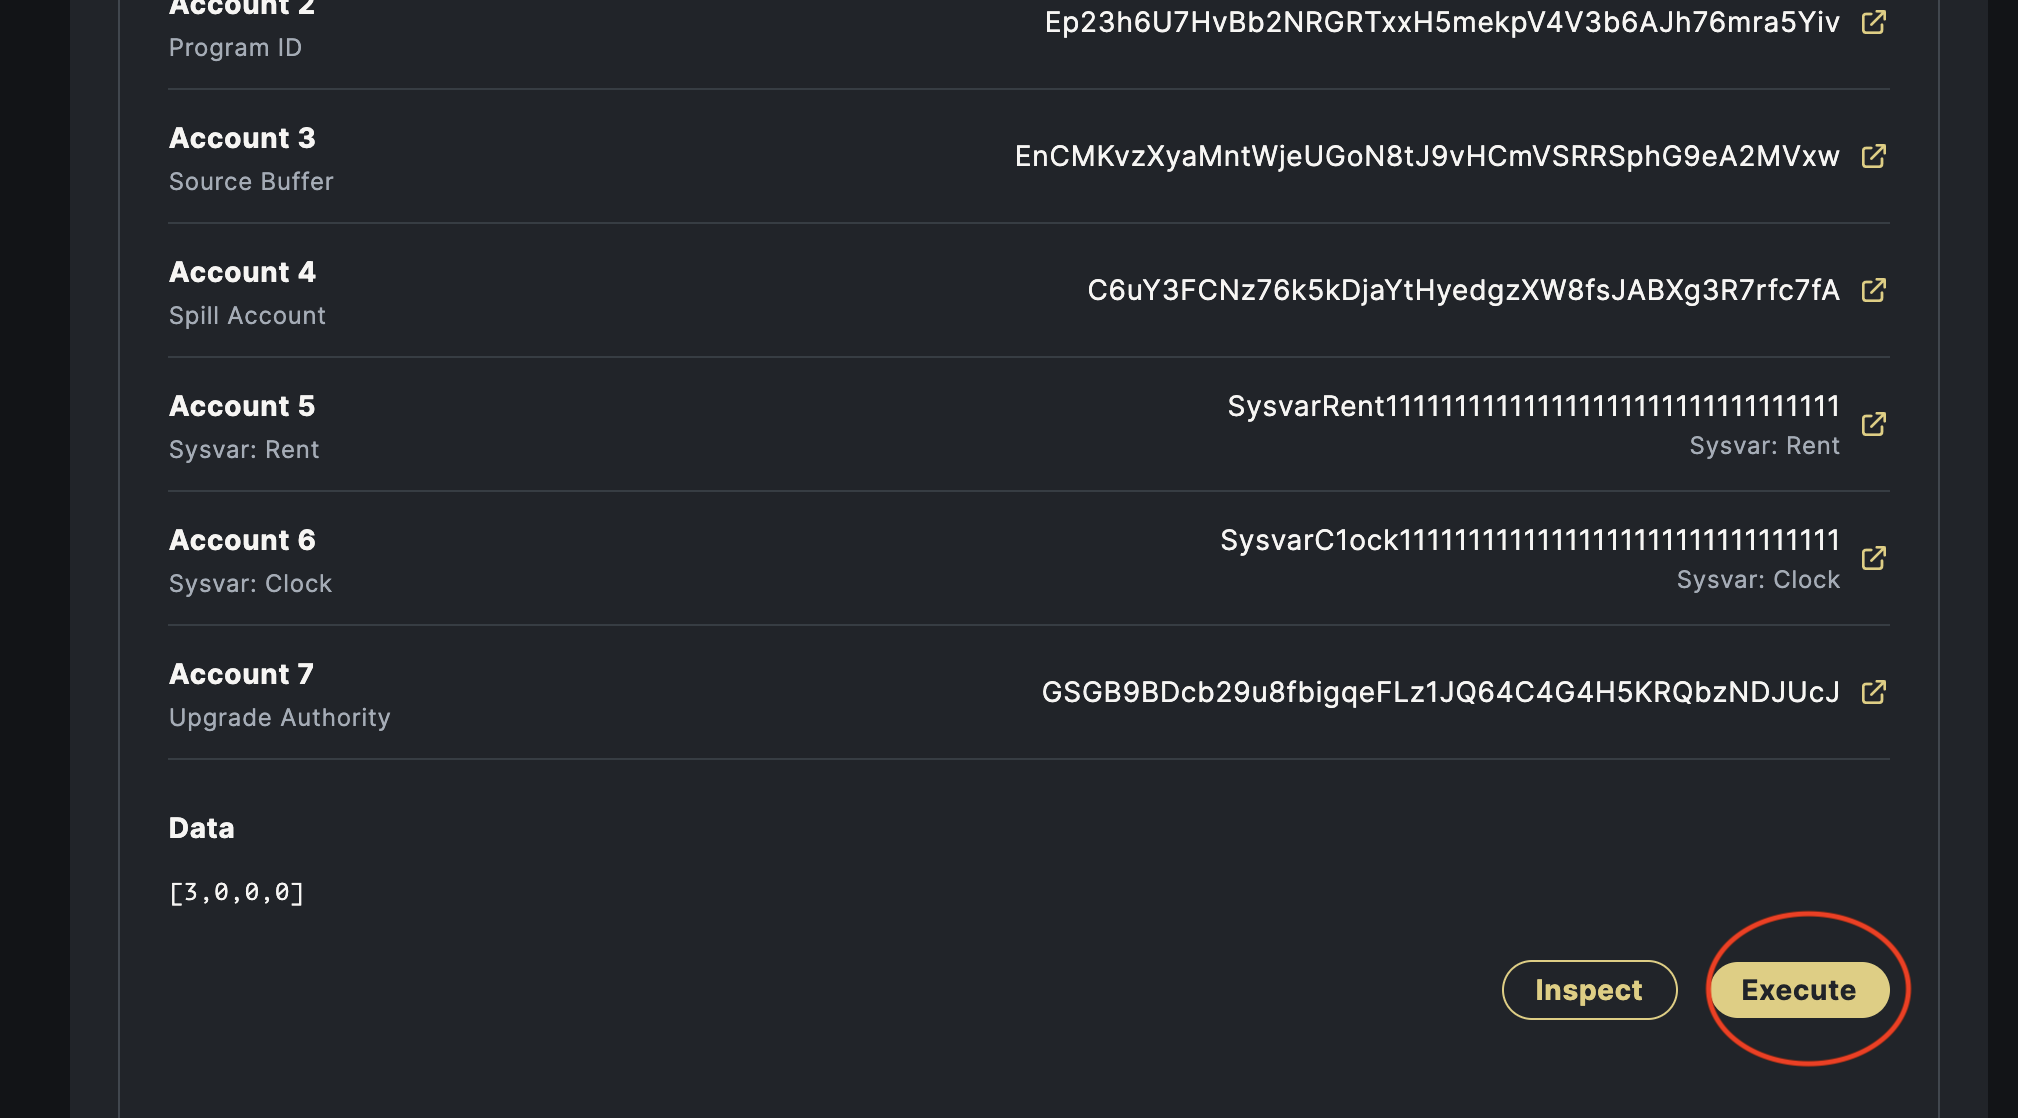 Account 2
Program ID
Ep23h6U7HvBb2NRGRTxxH5mekpV4V3b6AJh76mra5Yiv
Account 3
Source Buffer
EnCMKvzXyaMntWjeUGoN8tJ9vHCmVSRRSphG9eA2MVxw
Account 4
Spill Account
C6uY3FCNz76k5kDjaYtHyedgzXW8fsJABXg3R7rfc7fA
Account 5
Sysvar: Rent
SysvarRent111111111111111111111111111111111
Sysvar: Rent
Account 6
Sysvar: Clock
SysvarC1ock11111111111111111111111111111111
Sysvar: Clock
Account 7
Upgrade Authority
GSGB9BDcb29u8fbigqeFLz1JQ64C4G4H5KRQbzNDJUcJ
Data
[3,0,0,0]
Inspect
Execute